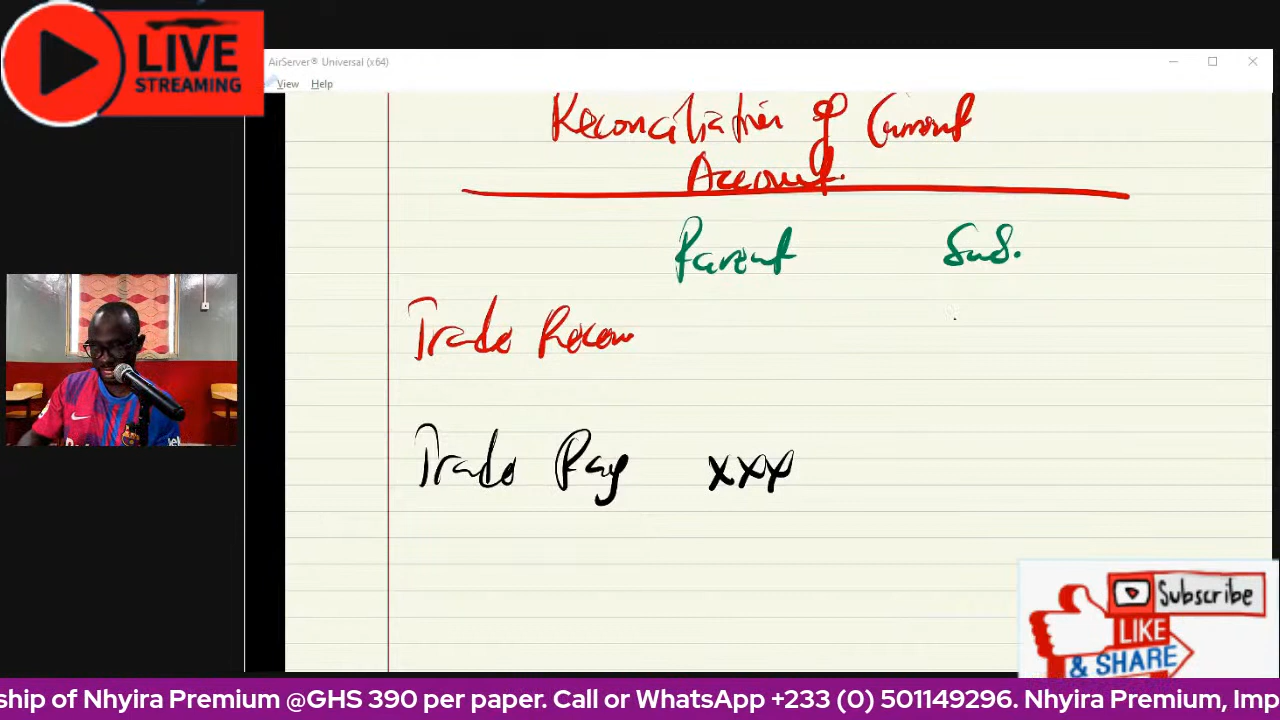 LIVE
STREAMING
AirServer® Universal (x64)
View Help
Reconciliation of Current
Account.
Parent Sub.
Trade Receiv
Trade Pay xxx
Subscribe
LIKE
& SHARE
ship of Nhyira Premium @GHS 390 per paper. Call or WhatsApp +233 (0) 501149296. Nhyira Premium, Imp